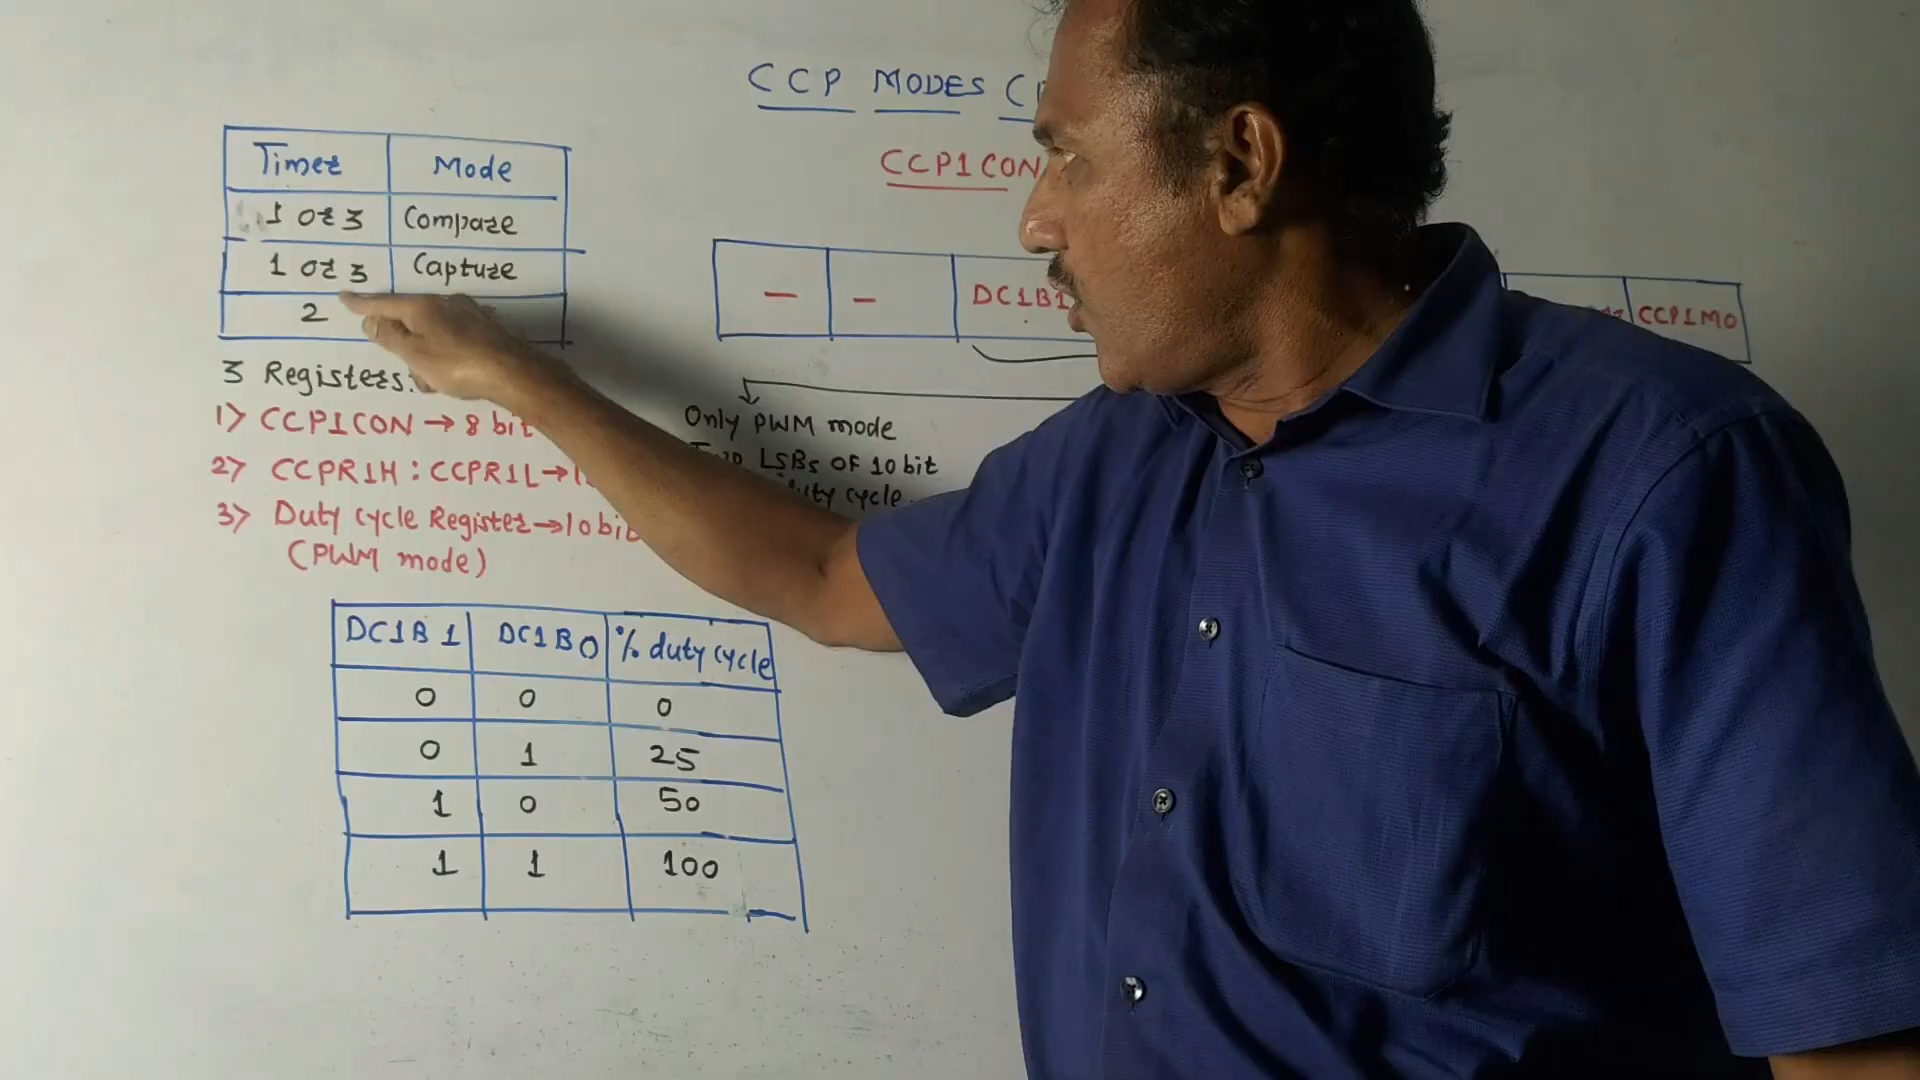 CCP MODES
CCP1CON
Timer Mode
1 or 3 Compare
1 or 3 Capture
2
— — DC1B1 CCP1M0
3 Registers:
1) CCP1CON → 8 bit
2) CCPR1H : CCPR1L →
3) Duty cycle Register → 10 bit
(PWM mode)
Only PWM mode
LSBs OF 10 bit
cycle
DC1B1 DC1B0 % duty cycle
0 0 0
0 1 25
1 0 50
1 1 100